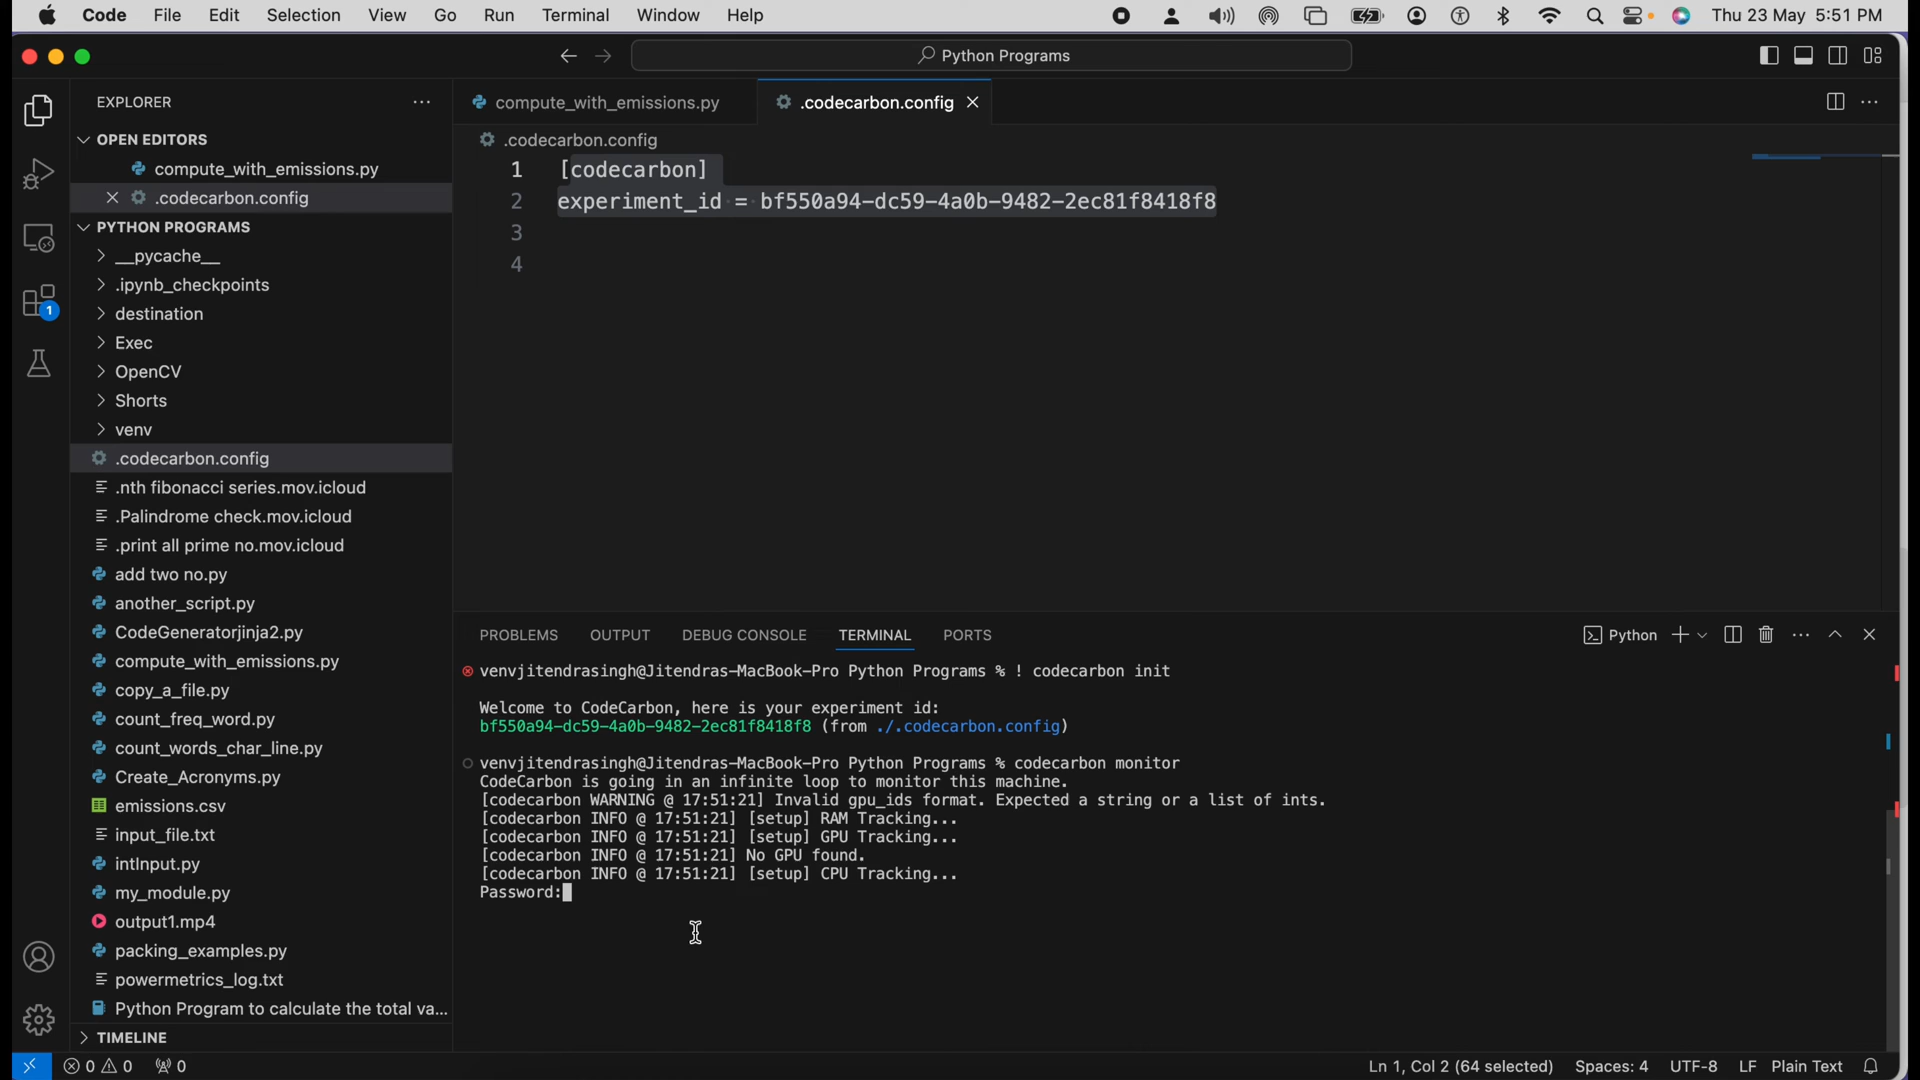 Code File Edit Selection View Go Run Terminal Window Help Thu 23 May 5:51 PM
Python Programs
EXPLORER
OPEN EDITORS
compute_with_emissions.py
.codecarbon.config
PYTHON PROGRAMS
__pycache__
.ipynb_checkpoints
destination
Exec
OpenCV
Shorts
venv
.codecarbon.config
.nth fibonacci series.mov.icloud
.Palindrome check.mov.icloud
.print all prime no.mov.icloud
add two no.py
another_script.py
CodeGeneratorjinja2.py
compute_with_emissions.py
copy_a_file.py
count_freq_word.py
count_words_char_line.py
Create_Acronyms.py
emissions.csv
input_file.txt
intInput.py
my_module.py
output1.mp4
packing_examples.py
powermetrics_log.txt
Python Program to calculate the total va...
TIMELINE
1
compute_with_emissions.py .codecarbon.config
.codecarbon.config
1 [codecarbon]
2 experiment_id = bf550a94-dc59-4a0b-9482-2ec81f8418f8
3
4
PROBLEMS OUTPUT DEBUG CONSOLE TERMINAL PORTS Python
venvjitendrasingh@Jitendras-MacBook-Pro Python Programs % ! codecarbon init
Welcome to CodeCarbon, here is your experiment id:
bf550a94-dc59-4a0b-9482-2ec81f8418f8 (from ./.codecarbon.config)
venvjitendrasingh@Jitendras-MacBook-Pro Python Programs % codecarbon monitor
CodeCarbon is going in an infinite loop to monitor this machine.
[codecarbon WARNING @ 17:51:21] Invalid gpu_ids format. Expected a string or a list of ints.
[codecarbon INFO @ 17:51:21] [setup] RAM Tracking...
[codecarbon INFO @ 17:51:21] [setup] GPU Tracking...
[codecarbon INFO @ 17:51:21] No GPU found.
[codecarbon INFO @ 17:51:21] [setup] CPU Tracking...
Password:
0 0 0 Ln 1, Col 2 (64 selected) Spaces: 4 UTF-8 LF Plain Text